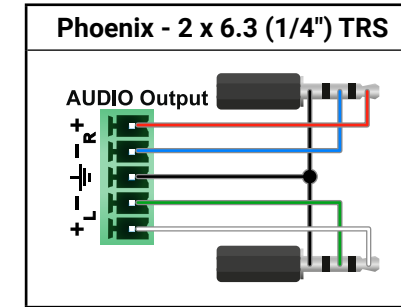 Phoenix - 2 x 6.3 (1/4") TRS
AUDIO Output
+
R
-
-
L
+